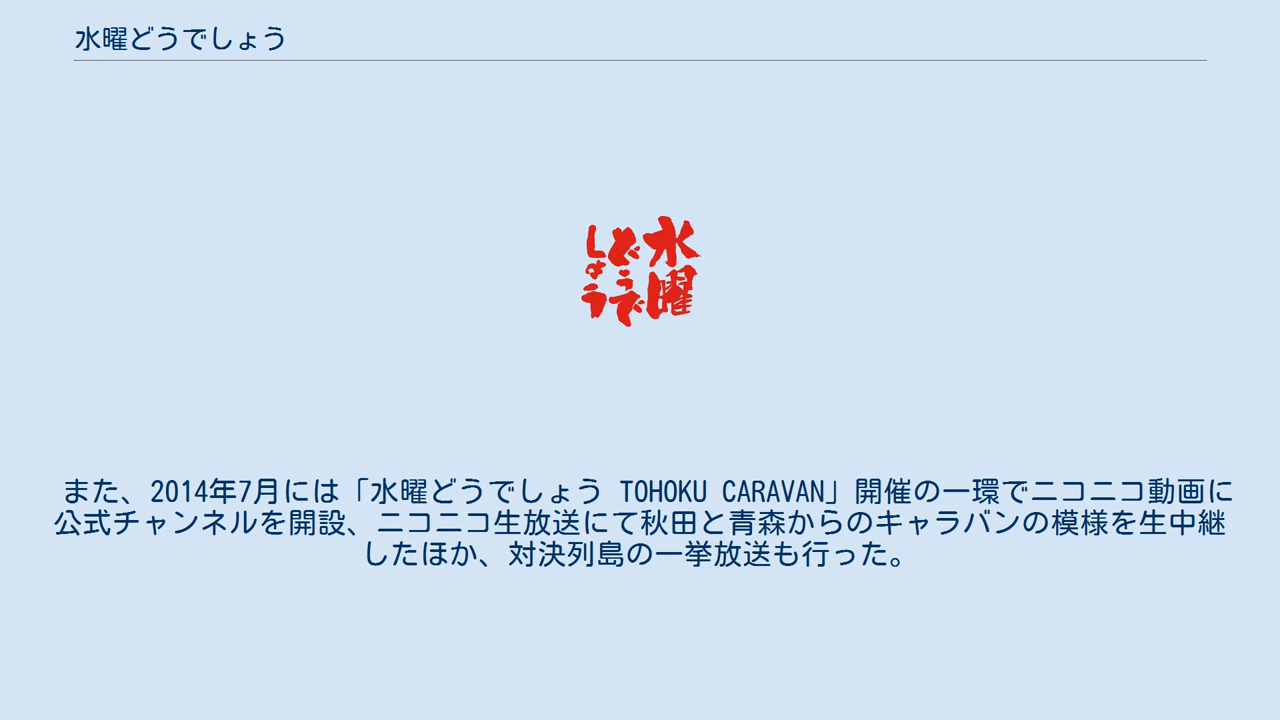 水曜どうでしょう
水曜
どうで
しょう
また、2014年7月には「水曜どうでしょう TOHOKU CARAVAN」開催の一環でニコニコ動画に
公式チャンネルを開設、ニコニコ生放送にて秋田と青森からのキャラバンの模様を生中継
したほか、対決列島の一挙放送も行った。